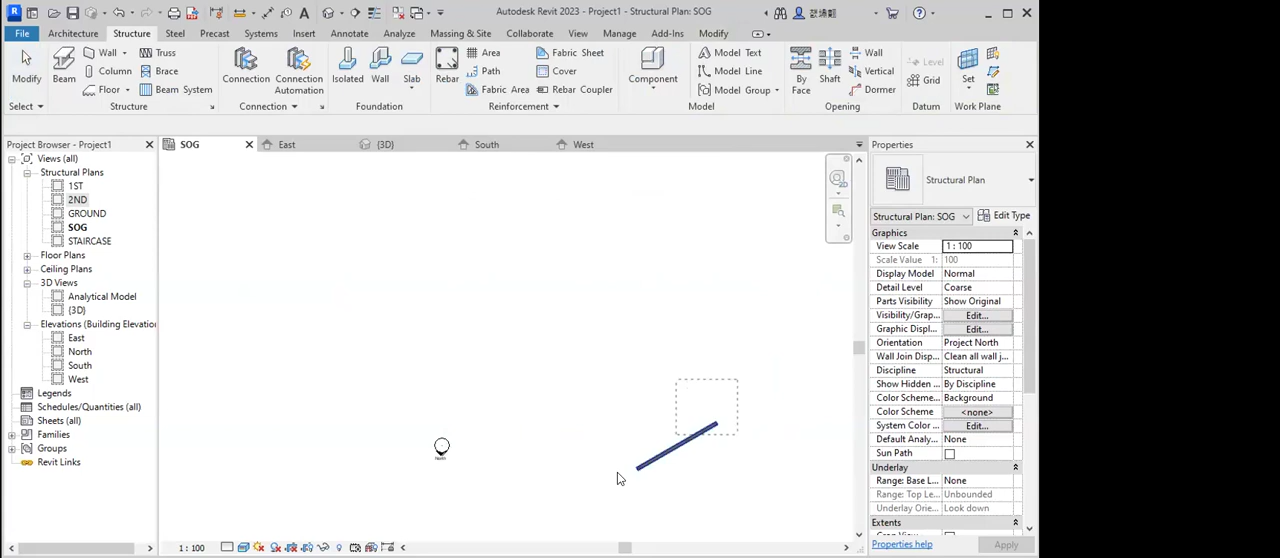 Autodesk Revit 2023 - Project1 - Structural Plan: SOG
File Architecture Structure Steel Precast Systems Insert Annotate Analyze Massing & Site Collaborate View Manage Add-Ins Modify
Modify
Select
Beam
Wall
Column
Floor
Truss
Brace
Beam System
Structure
Connection
Connection Automation
Connection
Isolated
Wall
Slab
Foundation
Rebar
Area
Path
Fabric Area
Fabric Sheet
Cover
Rebar Coupler
Reinforcement
Component
Model Text
Model Line
Model Group
Model
By Face
Shaft
Wall
Vertical
Dormer
Opening
Level
Grid
Datum
Set
Work Plane
Project Browser - Project1
Views (all)
Structural Plans
1ST
2ND
GROUND
SOG
STAIRCASE
Floor Plans
Ceiling Plans
3D Views
Analytical Model
{3D}
Elevations (Building Elevation
East
North
South
West
Legends
Schedules/Quantities (all)
Sheets (all)
Families
Groups
Revit Links
SOG East {3D} South West
North
1 : 100
Properties
Structural Plan
Structural Plan: SOG Edit Type
Graphics
View Scale 1 : 100
Scale Value 1: 100
Display Model Normal
Detail Level Coarse
Parts Visibility Show Original
Visibility/Grap... Edit...
Graphic Displ... Edit...
Orientation Project North
Wall Join Disp... Clean all wall j...
Discipline Structural
Show Hidden ... By Discipline
Color Scheme ... Background
Color Scheme <none>
System Color ... Edit...
Default Analy... None
Sun Path
Underlay
Range: Base L... None
Range: Top Le... Unbounded
Underlay Orie... Look down
Extents
Properties help Apply